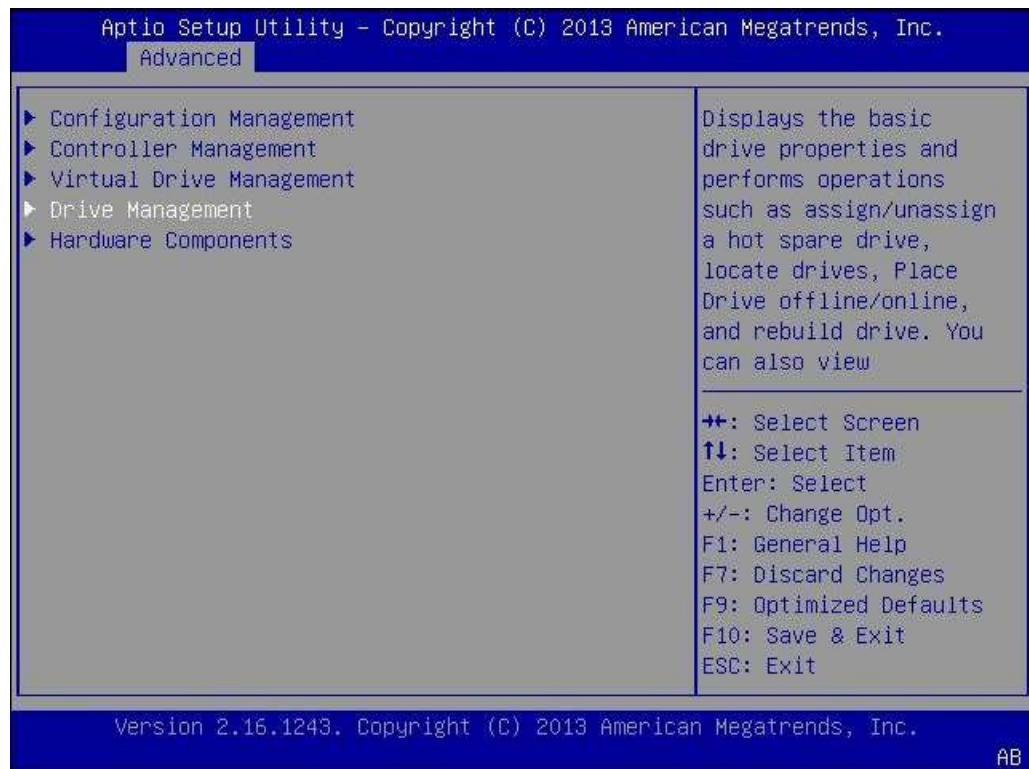 Aptio Setup Utility – Copyright (C) 2013 American Megatrends, Inc.
Advanced
Configuration Management
Controller Management
Virtual Drive Management
Drive Management
Hardware Components
Displays the basic
drive properties and
performs operations
such as assign/unassign
a hot spare drive,
locate drives, Place
Drive offline/online,
and rebuild drive. You
can also view
→←: Select Screen
↑↓: Select Item
Enter: Select
+/-: Change Opt.
F1: General Help
F7: Discard Changes
F9: Optimized Defaults
F10: Save & Exit
ESC: Exit
Version 2.16.1243. Copyright (C) 2013 American Megatrends, Inc.
AB